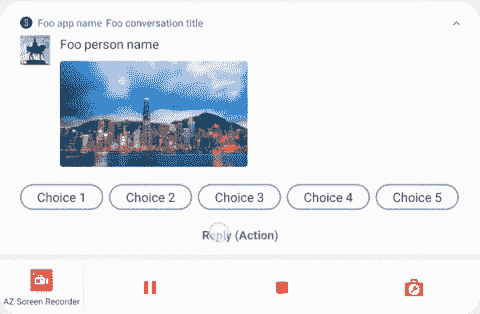 S Foo app name Foo conversation title
Foo person name
Choice 1 Choice 2 Choice 3 Choice 4 Choice 5
Reply (Action)
AZ Screen Recorder